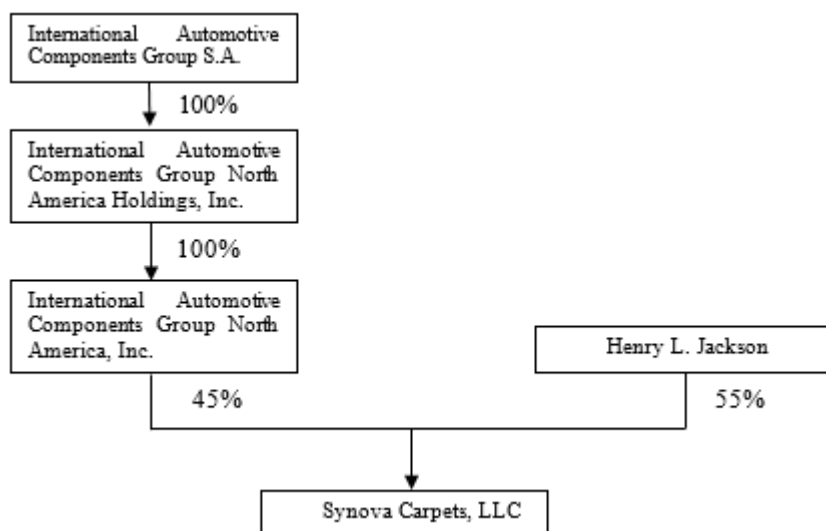 International Automotive
Components Group S.A.
100%
International Automotive
Components Group North
America Holdings, Inc.
100%
International Automotive
Components Group North
America, Inc.
Henry L. Jackson
45%
55%
Synova Carpets, LLC